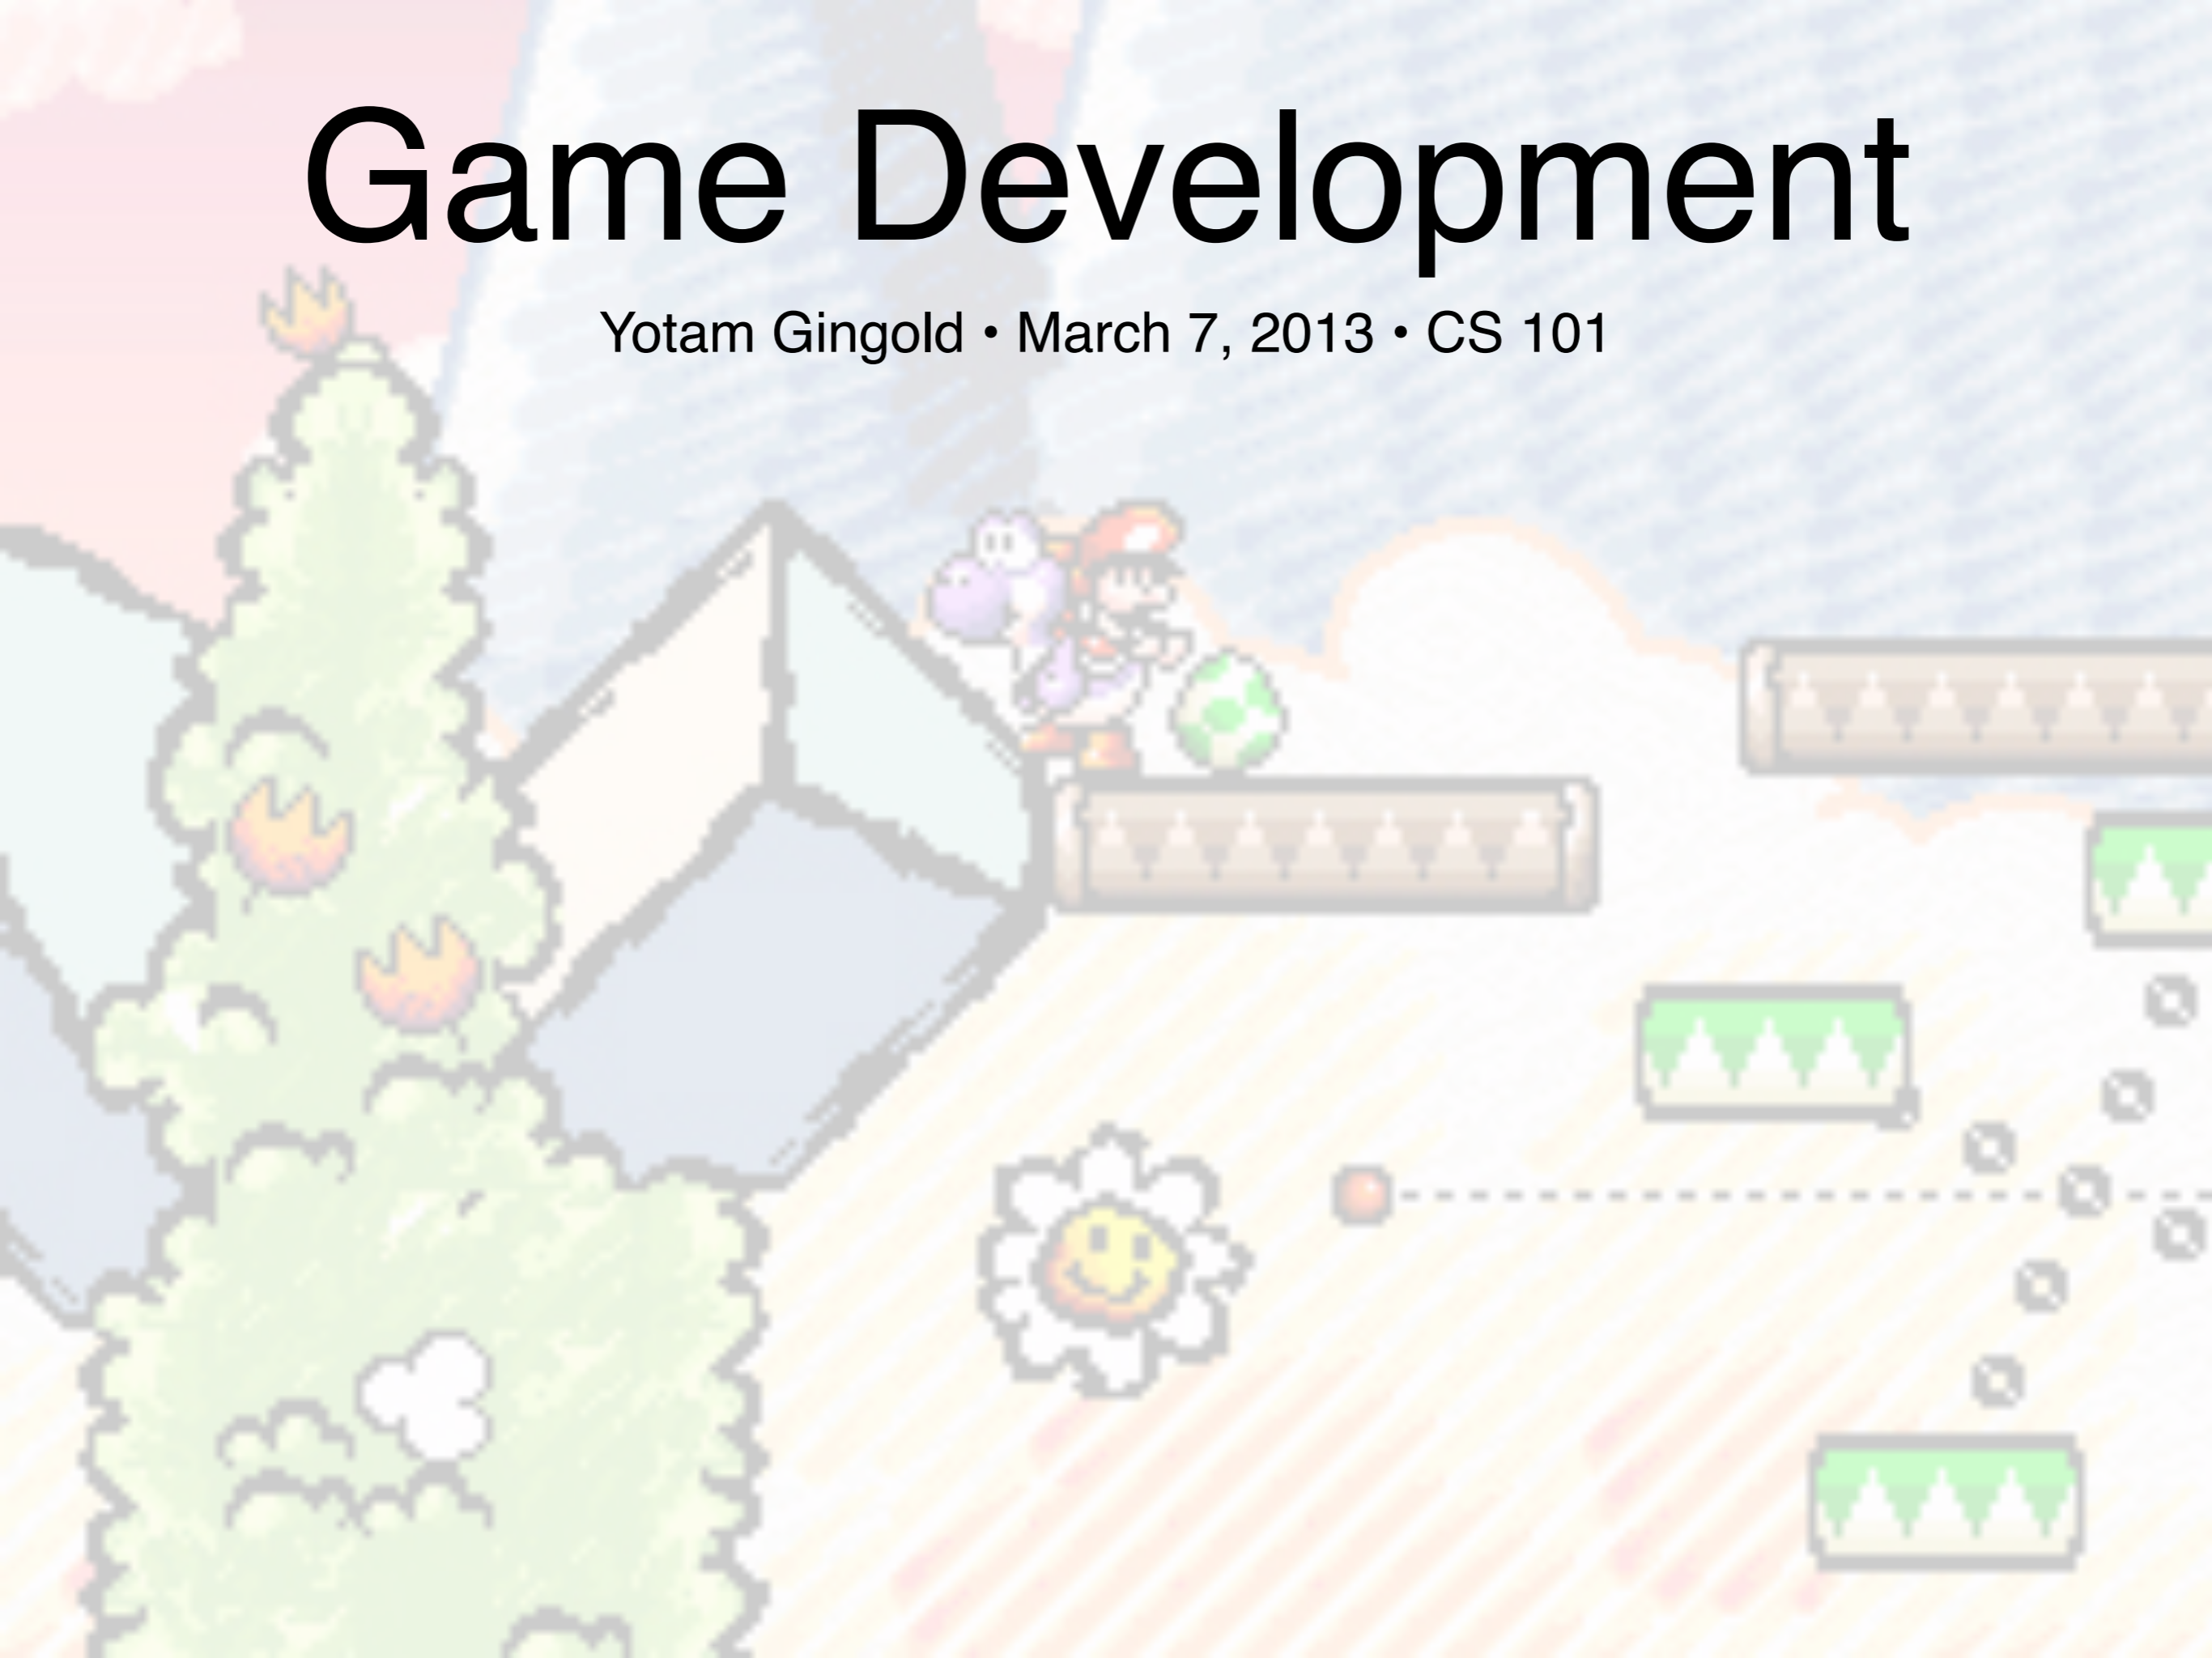 Game Development
Yotam Gingold • March 7, 2013 • CS 101